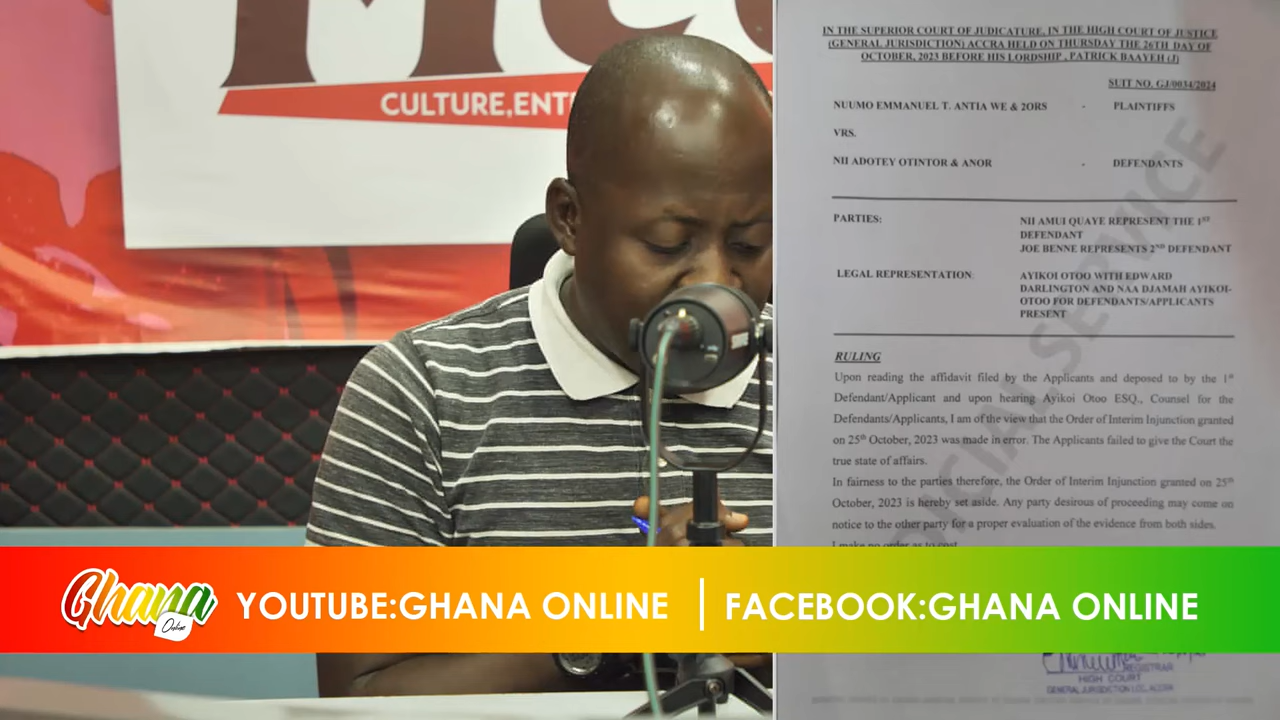 CULTURE,ENT
IN THE SUPERIOR COURT OF JUDICATURE, IN THE HIGH COURT OF JUSTICE
(GENERAL JURISDICTION) ACCRA HELD ON THURSDAY THE 26TH DAY OF
OCTOBER, 2023 BEFORE HIS LORDSHIP , PATRICK BAAYEH (J)
SUIT NO. GJ/0034/2024
NUUMO EMMANUEL T. ANTIA WE & 2ORS - PLAINTIFFS
VRS.
NII ADOTEY OTINTOR & ANOR - DEFENDANTS
PARTIES: NII AMUI QUAYE REPRESENT THE 1ST
DEFENDANT
JOE BENNE REPRESENTS 2ND DEFENDANT
LEGAL REPRESENTATION: AYIKOI OTOO WITH EDWARD
DARLINGTON AND NAA DJAMAH AYIKOI-
OTOO FOR DEFENDANTS/APPLICANTS
PRESENT
RULING
Upon reading the affidavit filed by the Applicants and deposed to by the 1st
Defendant/Applicant and upon hearing Ayikoi Otoo ESQ., Counsel for the
Defendants/Applicants, I am of the view that the Order of Interim Injunction granted
on 25th October, 2023 was made in error. The Applicants failed to give the Court the
true state of affairs.
In fairness to the parties therefore, the Order of Interim Injunction granted on 25th
October, 2023 is hereby set aside. Any party desirous of proceeding may come on
notice to the other party for a proper evaluation of the evidence from both sides.
I make no order as to cost
Ghana
Online
YOUTUBE:GHANA ONLINE | FACEBOOK:GHANA ONLINE
REGISTRAR
HIGH COURT
GENERAL JURISDICTION